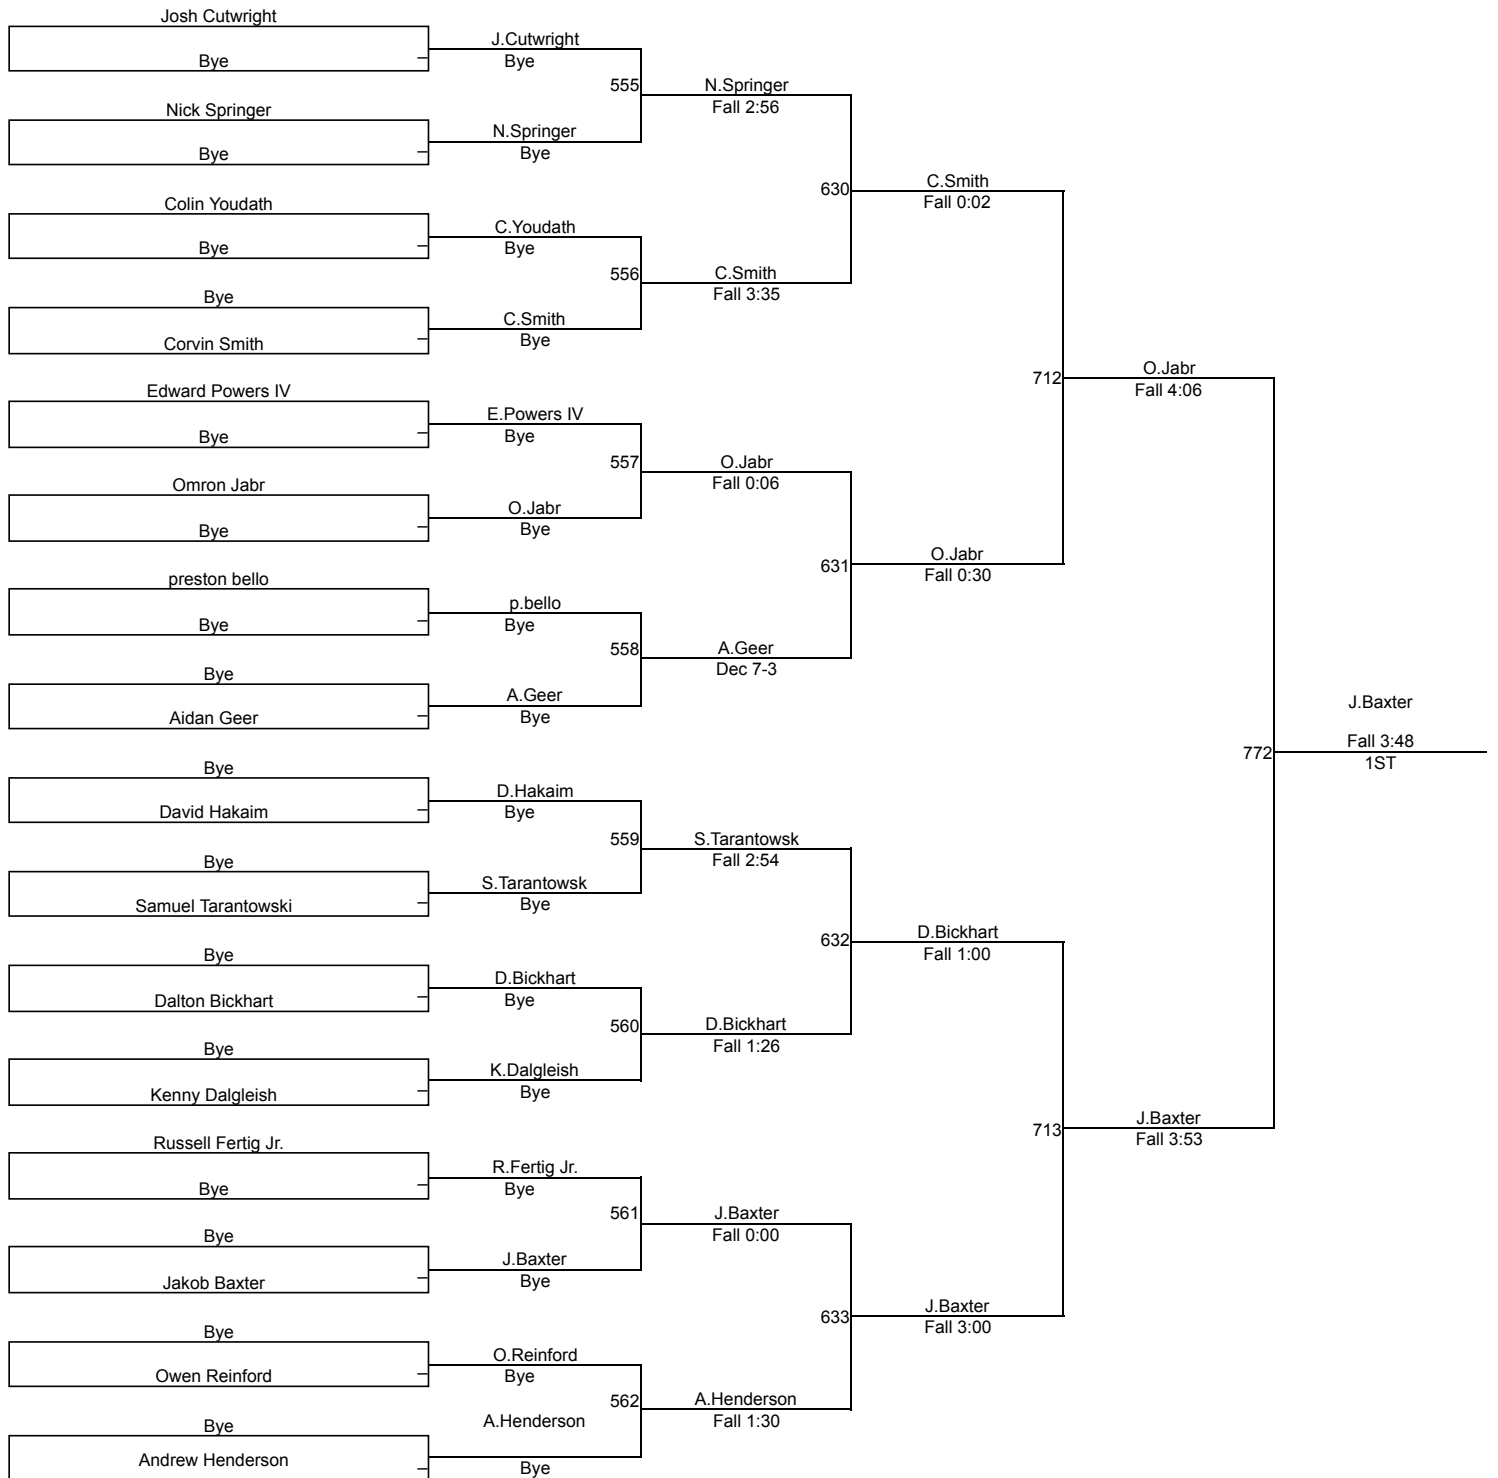 Josh Cutwright
Bye
Nick Springer
Bye
Colin Youdath
Bye
Bye
Corvin Smith
Edward Powers IV
Bye
Omron Jabr
Bye
preston bello
Bye
Bye
Aidan Geer
Bye
David Hakaim
Bye
Samuel Tarantowski
Bye
Dalton Bickhart
Bye
Kenny Dalgleish
Russell Fertig Jr.
Bye
Bye
Jakob Baxter
Bye
Owen Reinford
Bye
Andrew Henderson
J.Cutwright
Bye
555
N.Springer
Bye
C.Youdath
Bye
556
C.Smith
Bye
E.Powers IV
Bye
557
O.Jabr
Bye
p.bello
Bye
558
A.Geer
Bye
D.Hakaim
Bye
559
S.Tarantowsk
Bye
D.Bickhart
Bye
560
K.Dalgleish
Bye
R.Fertig Jr.
Bye
561
J.Baxter
Bye
O.Reinford
Bye
562
A.Henderson
Bye
N.Springer
Fall 2:56
630
C.Smith
Fall 3:35
O.Jabr
Fall 0:06
631
A.Geer
Dec 7-3
S.Tarantowsk
Fall 2:54
632
D.Bickhart
Fall 1:26
J.Baxter
Fall 0:00
633
A.Henderson
Fall 1:30
C.Smith
Fall 0:02
712
O.Jabr
Fall 0:30
D.Bickhart
Fall 1:00
713
J.Baxter
Fall 3:00
O.Jabr
Fall 4:06
772
J.Baxter
Fall 3:53
J.Baxter
Fall 3:48
1ST